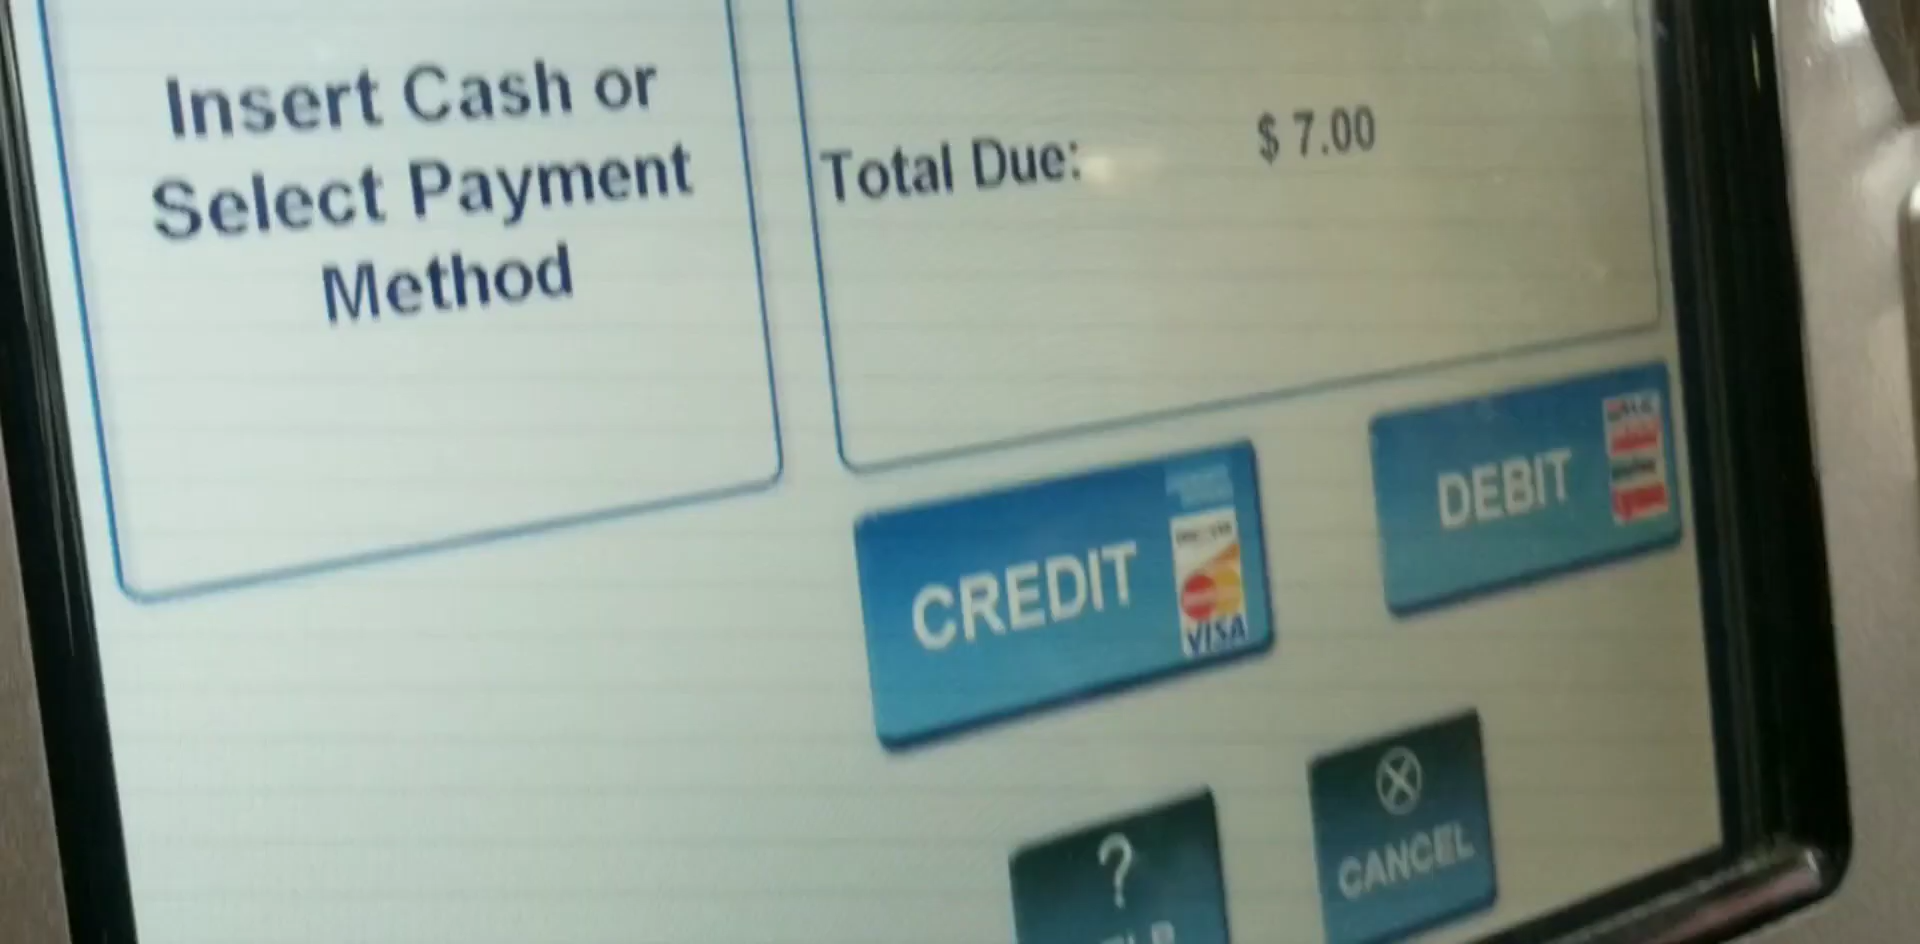 Insert Cash or
Select Payment
Method
Total Due: $ 7.00
CREDIT
VISA
DEBIT
?
CANCEL